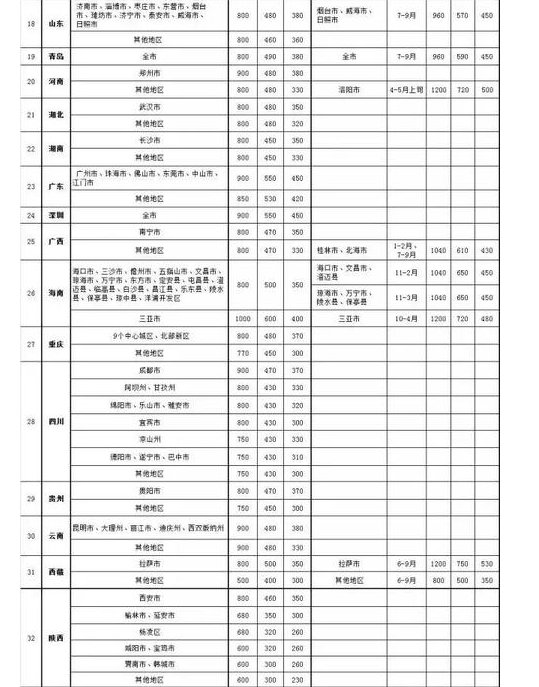 18 山东 济南市、淄博市、枣庄市、东营市、烟台市、潍坊市、济宁市、泰安市、威海市、日照市 800 480 380 烟台市、威海市、日照市 7-9月 960 570 450
其他地区 800 460 360
19 青岛 全市 800 490 380 全市 7-9月 960 590 450
20 河南 郑州市 900 480 380
其他地区 800 480 330 洛阳市 4-5月上旬 1200 720 500
21 湖北 武汉市 800 480 350
其他地区 800 480 320
22 湖南 长沙市 800 450 350
其他地区 800 450 330
23 广东 广州市、珠海市、佛山市、东莞市、中山市、江门市 900 550 450
其他地区 850 530 420
24 深圳 全市 900 550 450
25 广西 南宁市 800 470 350
其他地区 800 470 330 桂林市、北海市 1-2月、7-9月 1040 610 430
26 海南 海口市、三沙市、儋州市、五指山市、文昌市、琼海市、万宁市、东方市、定安县、屯昌县、澄迈县、临高县、白沙县、昌江县、乐东县、陵水县、保亭县、琼中县、洋浦开发区 800 500 350 海口市、文昌市、澄迈县 11-2月 1040 650 450
琼海市、万宁市、陵水县、保亭县 11-3月 1040 650 450
三亚市 1000 600 400 三亚市 10-4月 1200 720 480
27 重庆 9个中心城区、北部新区 800 480 370
其他地区 770 450 300
28 四川 成都市 900 470 370
阿坝州、甘孜州 800 430 330
绵阳市、乐山市、雅安市 800 430 320
宜宾市 800 430 300
凉山州 750 430 330
德阳市、遂宁市、巴中市 750 430 310
其他地区 750 430 300
29 贵州 贵阳市 800 470 370
其他地区 750 450 300
30 云南 昆明市、大理州、丽江市、迪庆州、西双版纳州 900 480 380
其他地区 900 480 330
31 西藏 拉萨市 800 500 350 拉萨市 6-9月 1200 750 530
其他地区 500 400 300 其他地区 6-9月 800 500 350
32 陕西 西安市 800 460 350
榆林市、延安市 680 350 300
杨凌区 680 320 260
咸阳市、宝鸡市 600 320 260
渭南市、韩城市 600 300 260
其他地区 600 300 230